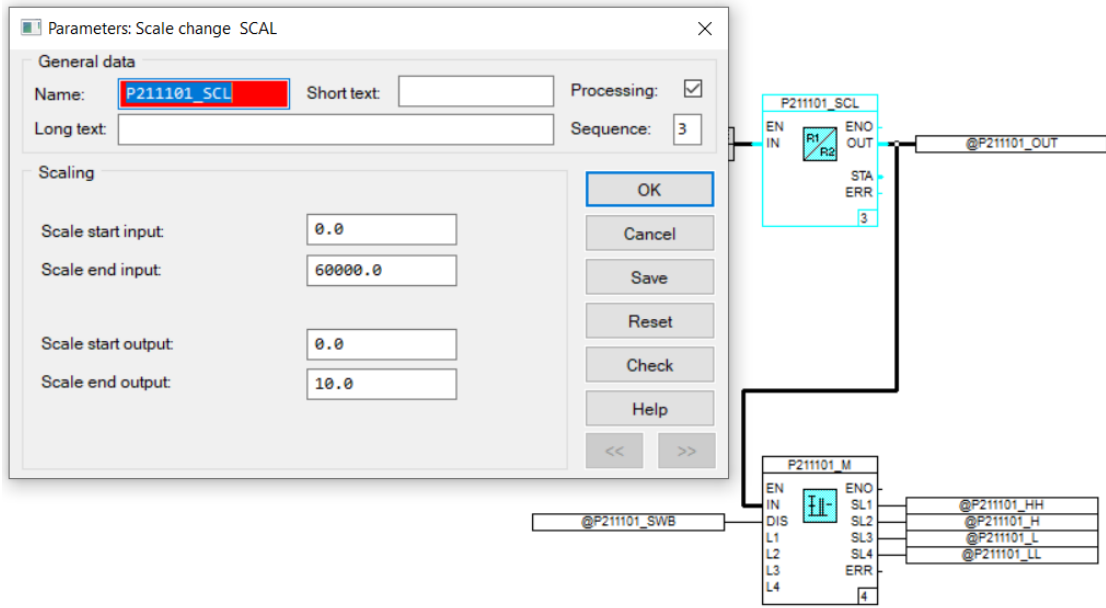 Parameters: Scale change SCAL
General data
Name: P211101_SCL Short text: Processing:
Long text: Sequence: 3
Scaling
Scale start input: 0.0
Scale end input: 60000.0
Scale start output: 0.0
Scale end output: 10.0
OK
Cancel
Save
Reset
Check
Help
<< >>
P211101_SCL
EN ENO
IN R1/R2 OUT
STA
ERR
3
@P211101_OUT
P211101_M
EN ENO
IN SL1
DIS SL2
L1 SL3
L2 SL4
L3 ERR
L4
4
@P211101_SWB
@P211101_HH
@P211101_H
@P211101_L
@P211101_LL